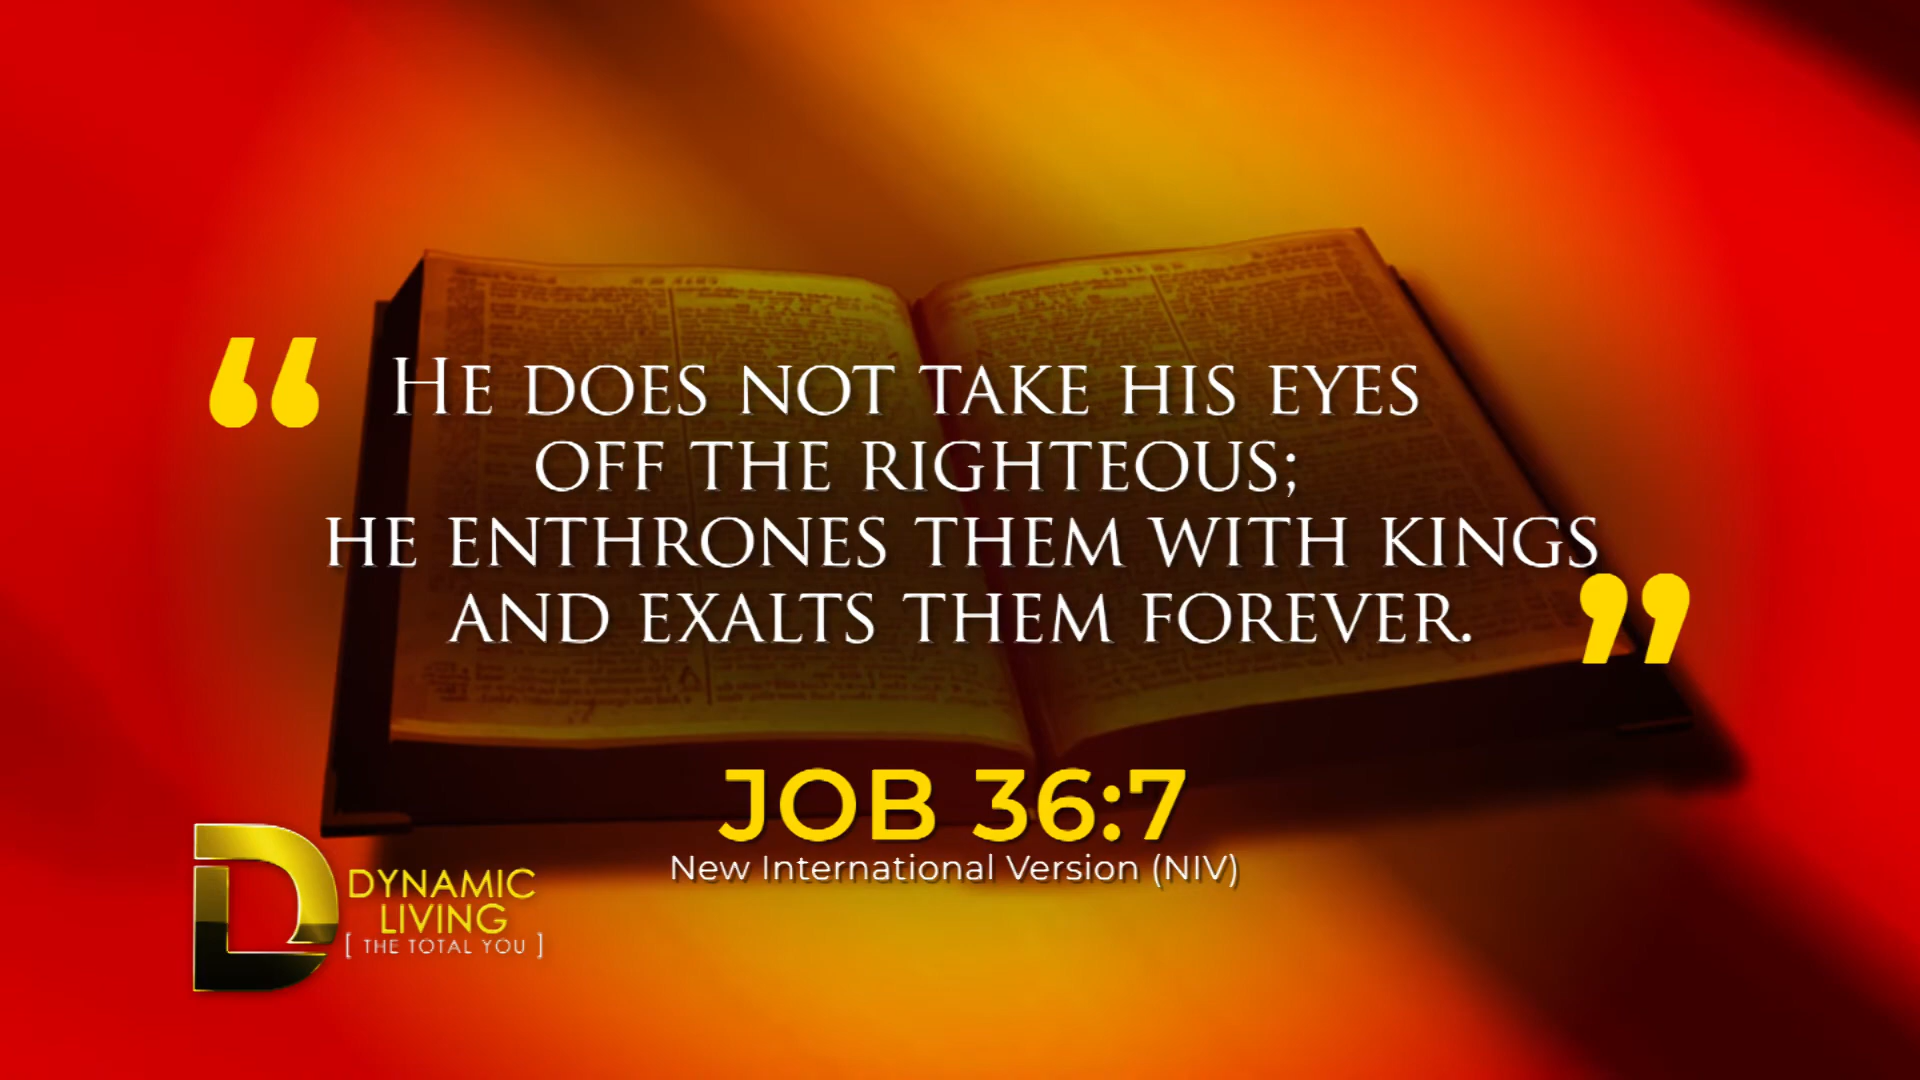 “ He does not take his eyes
off the righteous;
he enthrones them with kings
and exalts them forever. ”
JOB 36:7
New International Version (NIV)
D DYNAMIC
LIVING
[ THE TOTAL YOU ]